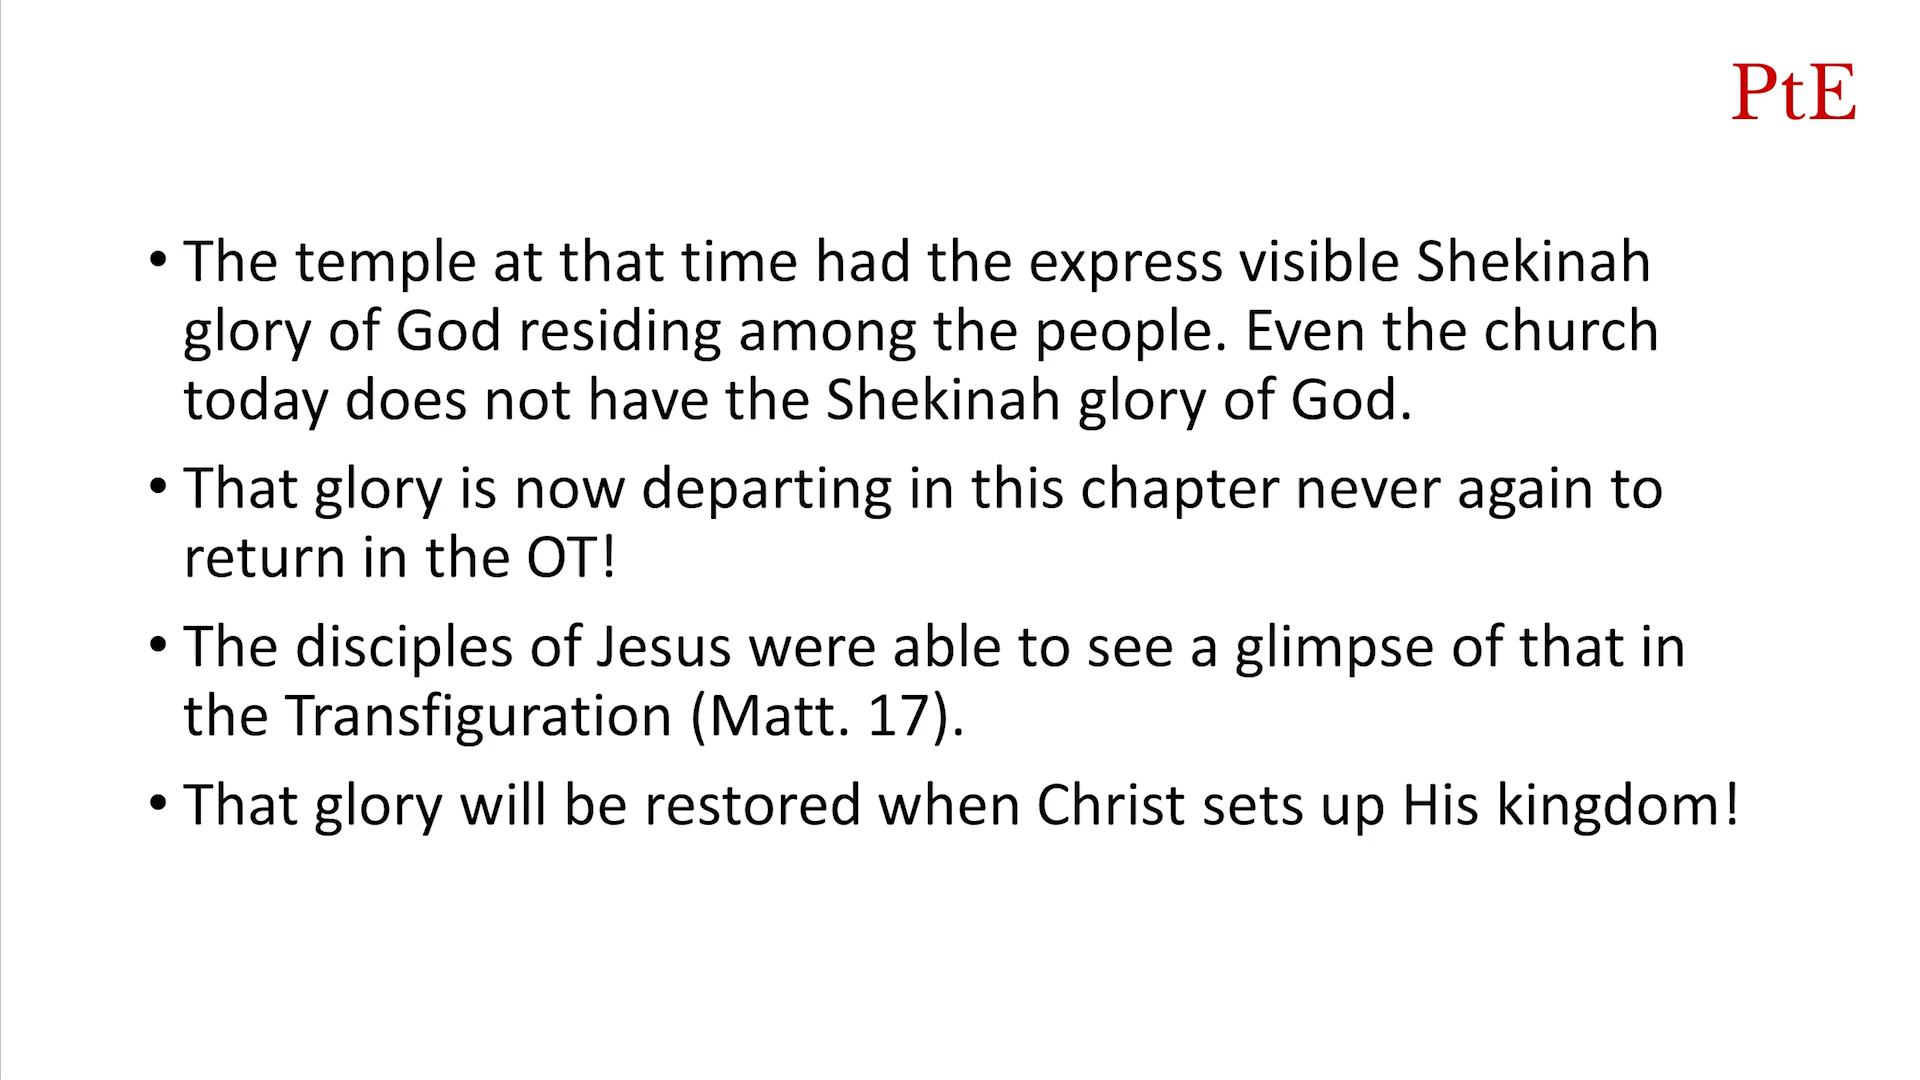 PtE
• The temple at that time had the express visible Shekinah
glory of God residing among the people. Even the church
today does not have the Shekinah glory of God.
• That glory is now departing in this chapter never again to
return in the OT!
• The disciples of Jesus were able to see a glimpse of that in
the Transfiguration (Matt. 17).
• That glory will be restored when Christ sets up His kingdom!